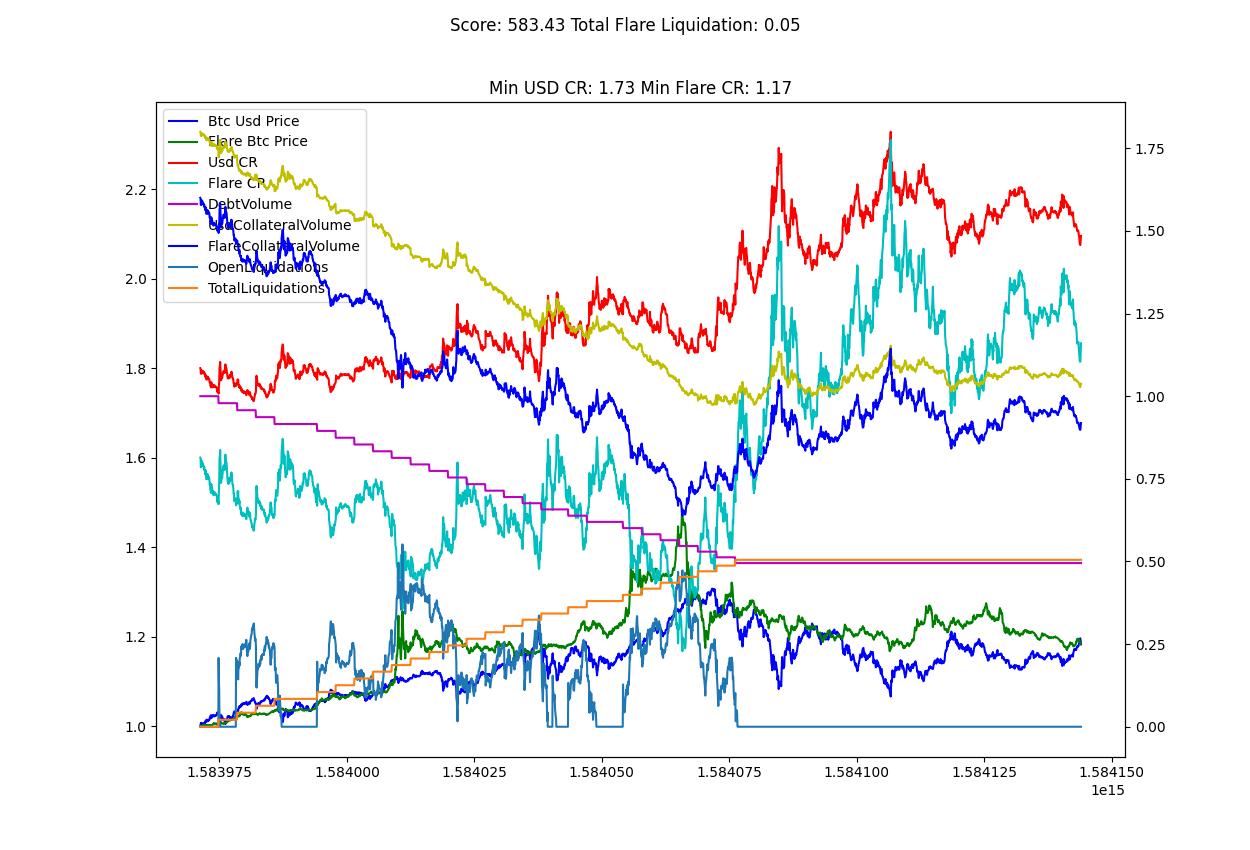 Score: 583.43 Total Flare Liquidation: 0.05
Min USD CR: 1.73 Min Flare CR: 1.17
Btc Usd Price
Flare Btc Price
Usd CR
Flare CR
DebtVolume
UsdCollateralVolume
FlareCollateralVolume
OpenLiquidations
TotalLiquidations
2.2
2.0
1.8
1.6
1.4
1.2
1.0
1.75
1.50
1.25
1.00
0.75
0.50
0.25
0.00
1.583975 1.584000 1.584025 1.584050 1.584075 1.584100 1.584125 1.584150
1e15